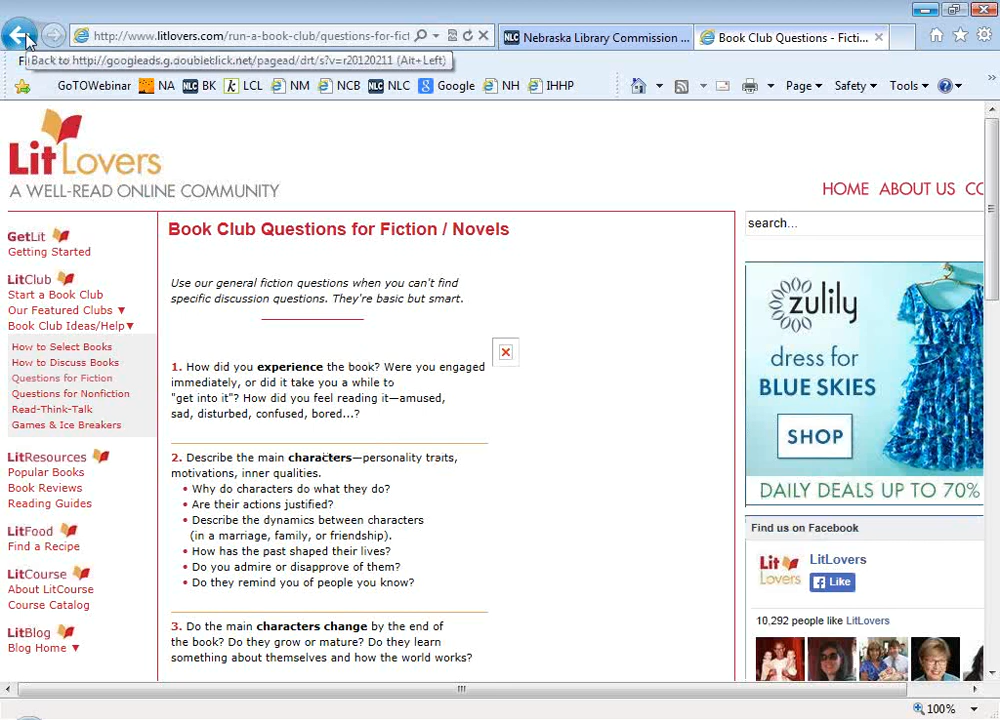 http://www.litlovers.com/run-a-book-club/questions-for-fict
Nebraska Library Commission ...
Book Club Questions - Ficti...
Back to http://googleads.g.doubleclick.net/pagead/drt/s?v=r20120211 (Alt+Left)
GoTOWebinar
NA
NLC BK
k LCL
NM
NCB
NLC NLC
Google
NH
IHHP
Page
Safety
Tools
LitLovers
A WELL-READ ONLINE COMMUNITY
HOME ABOUT US CO
GetLit
Getting Started
LitClub
Start a Book Club
Our Featured Clubs ▼
Book Club Ideas/Help▼
How to Select Books
How to Discuss Books
Questions for Fiction
Questions for Nonfiction
Read-Think-Talk
Games & Ice Breakers
LitResources
Popular Books
Book Reviews
Reading Guides
LitFood
Find a Recipe
LitCourse
About LitCourse
Course Catalog
LitBlog
Blog Home ▼
Book Club Questions for Fiction / Novels
Use our general fiction questions when you can't find
specific discussion questions. They're basic but smart.
1. How did you experience the book? Were you engaged
immediately, or did it take you a while to
"get into it"? How did you feel reading it—amused,
sad, disturbed, confused, bored...?
2. Describe the main characters—personality traits,
motivations, inner qualities.
• Why do characters do what they do?
• Are their actions justified?
• Describe the dynamics between characters
(in a marriage, family, or friendship).
• How has the past shaped their lives?
• Do you admire or disapprove of them?
• Do they remind you of people you know?
3. Do the main characters change by the end of
the book? Do they grow or mature? Do they learn
something about themselves and how the world works?
search...
zulily
dress for
BLUE SKIES
SHOP
DAILY DEALS UP TO 70%
Find us on Facebook
Lit Lovers
LitLovers
Like
10,292 people like LitLovers
100%